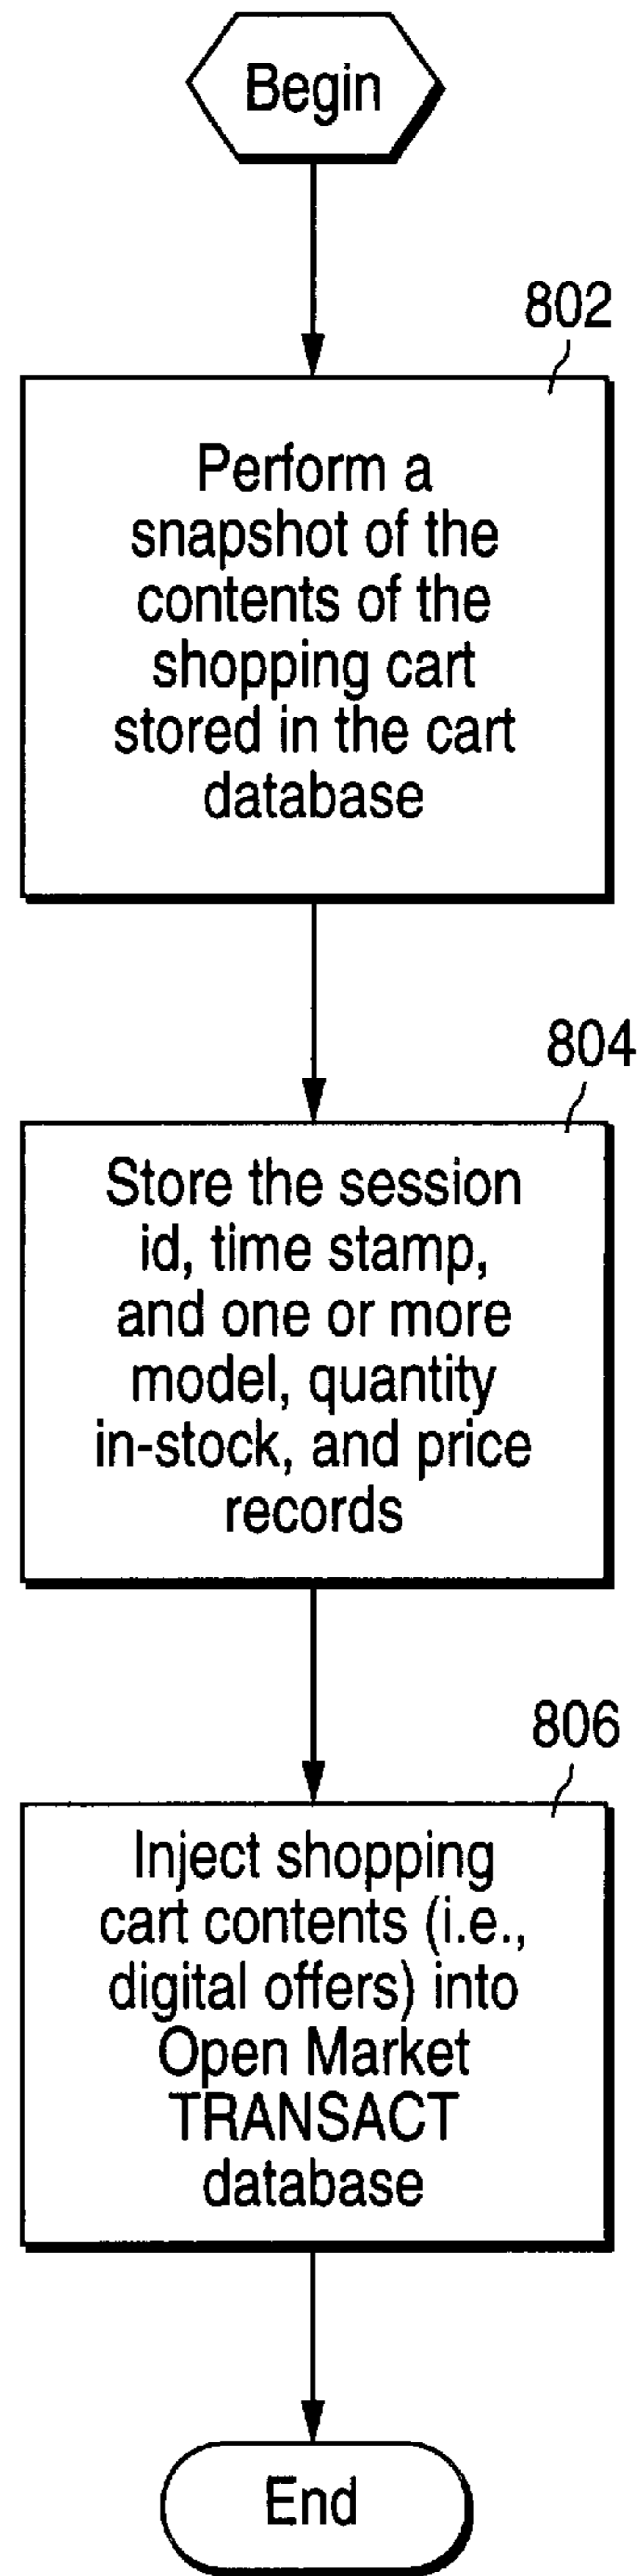 Begin
802
Perform a
snapshot of the
contents of the
shopping cart
stored in the cart
database
804
Store the session
id, time stamp,
and one or more
model, quantity
in-stock, and price
records
806
Inject shopping
cart contents (i.e.,
digital offers) into
Open Market
TRANSACT
database
End